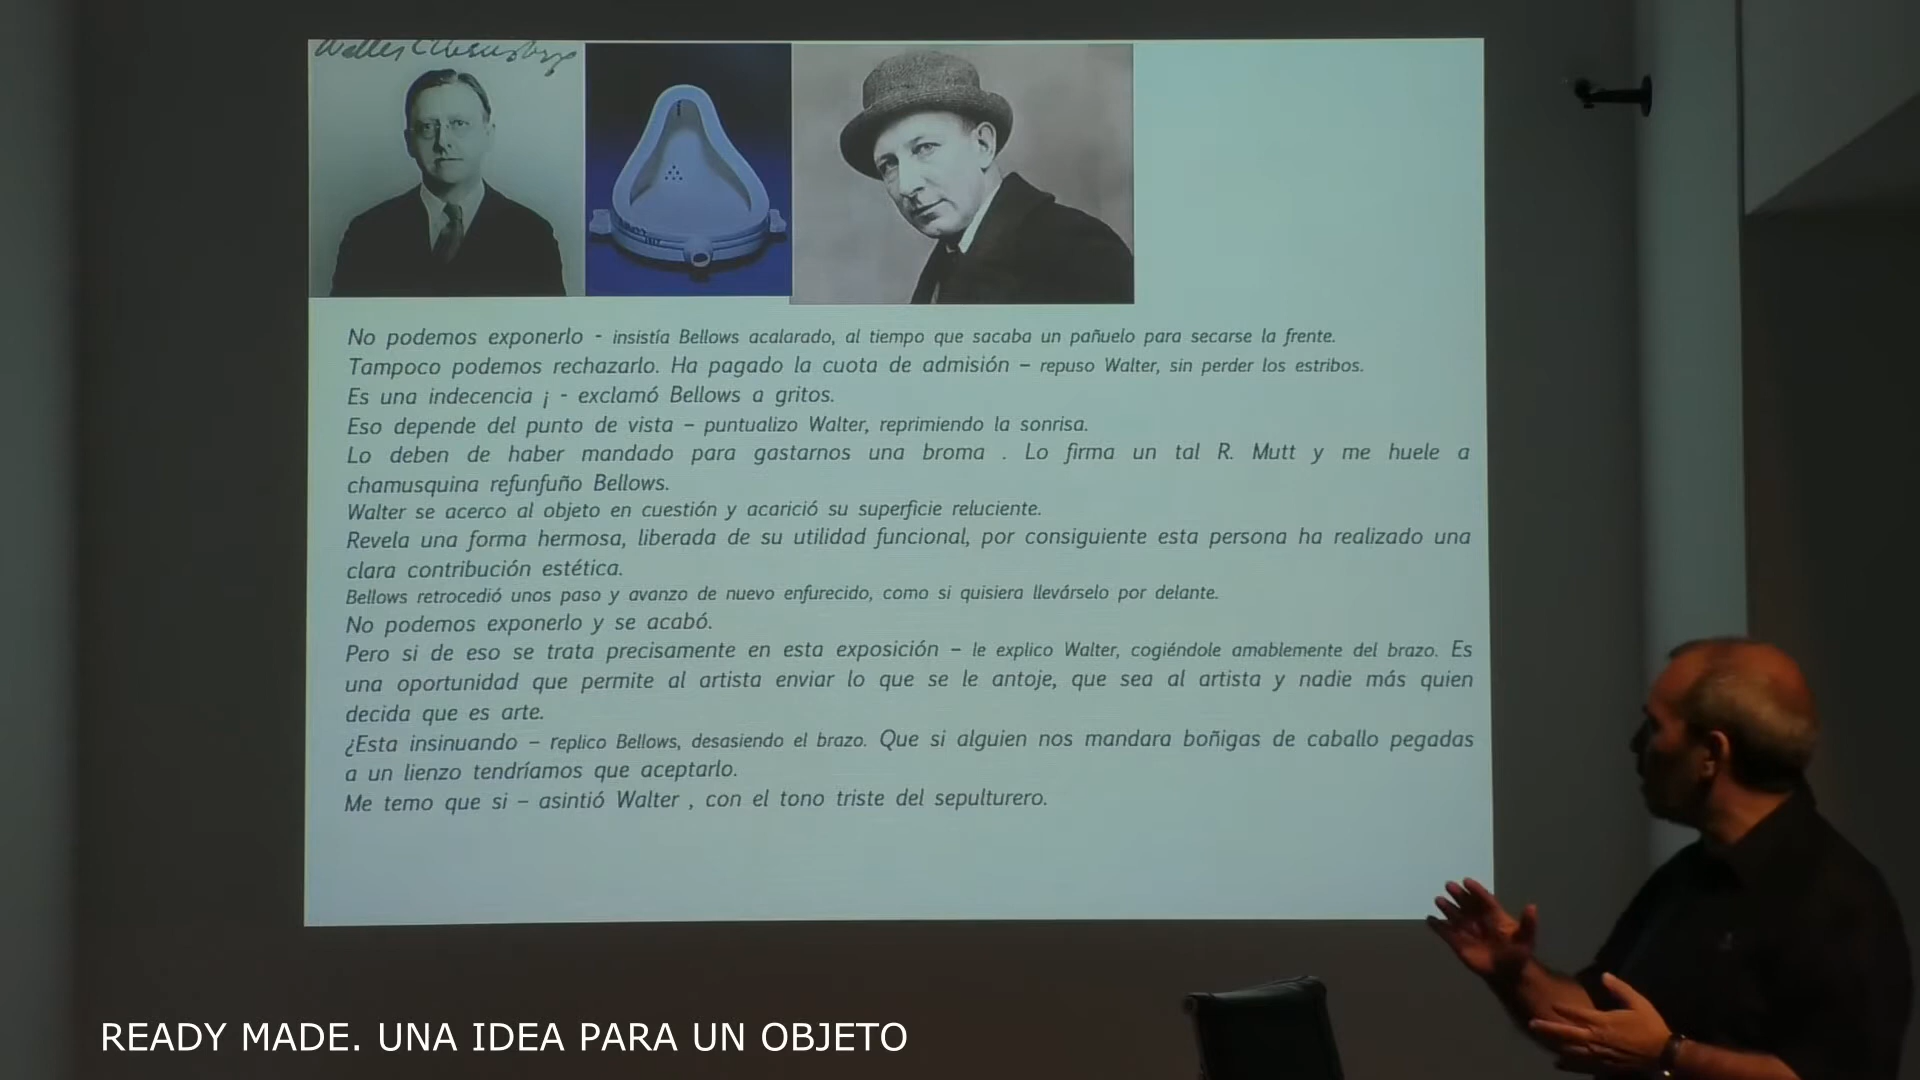 No podemos exponerlo - insistía Bellows acalarado, al tiempo que sacaba un pañuelo para secarse la frente.
Tampoco podemos rechazarlo. Ha pagado la cuota de admisión – repuso Walter, sin perder los estribos.
Es una indecencia ¡ - exclamó Bellows a gritos.
Eso depende del punto de vista – puntualizo Walter, reprimiendo la sonrisa.
Lo deben de haber mandado para gastarnos una broma . Lo firma un tal R. Mutt y me huele a
chamusquina refunfuño Bellows.
Walter se acerco al objeto en cuestión y acarició su superficie reluciente.
Revela una forma hermosa, liberada de su utilidad funcional, por consiguiente esta persona ha realizado una
clara contribución estética.
Bellows retrocedió unos paso y avanzo de nuevo enfurecido, como si quisiera llevárselo por delante.
No podemos exponerlo y se acabó.
Pero si de eso se trata precisamente en esta exposición – le explico Walter, cogiéndole amablemente del brazo. Es
una oportunidad que permite al artista enviar lo que se le antoje, que sea al artista y nadie más quien
decida que es arte.
¿Esta insinuando – replico Bellows, desasiendo el brazo. Que si alguien nos mandara boñigas de caballo pegadas
a un lienzo tendríamos que aceptarlo.
Me temo que si – asintió Walter , con el tono triste del sepulturero.
READY MADE. UNA IDEA PARA UN OBJETO